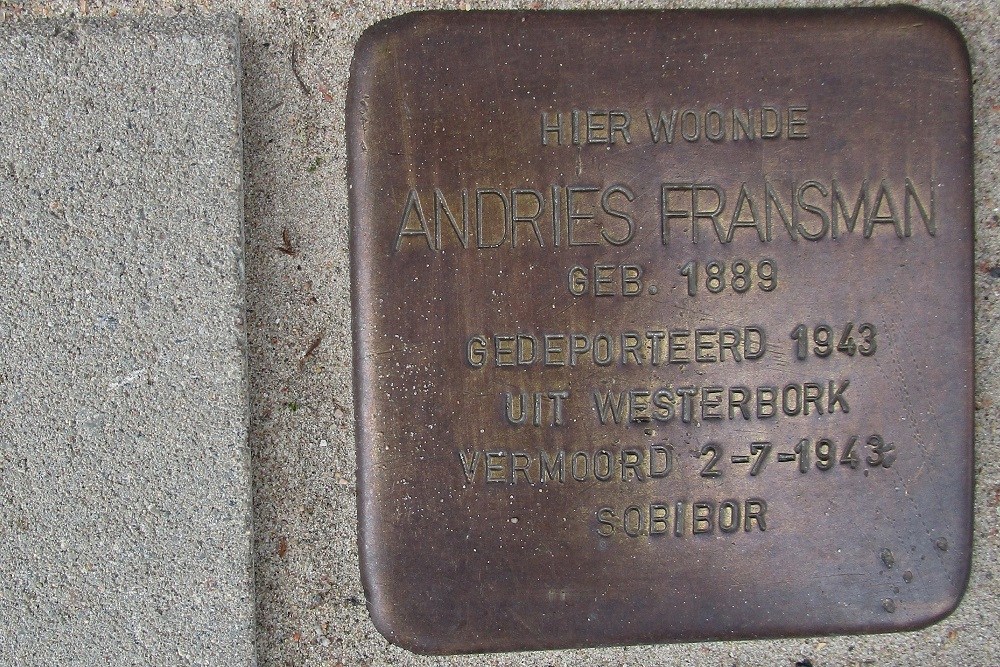 HIER WOONDE
ANDRIES FRANSMAN
GEB. 1889
GEDEPORTEERD 1943
UIT WESTERBORK
VERMOORD 2-7-1943
SOBIBOR